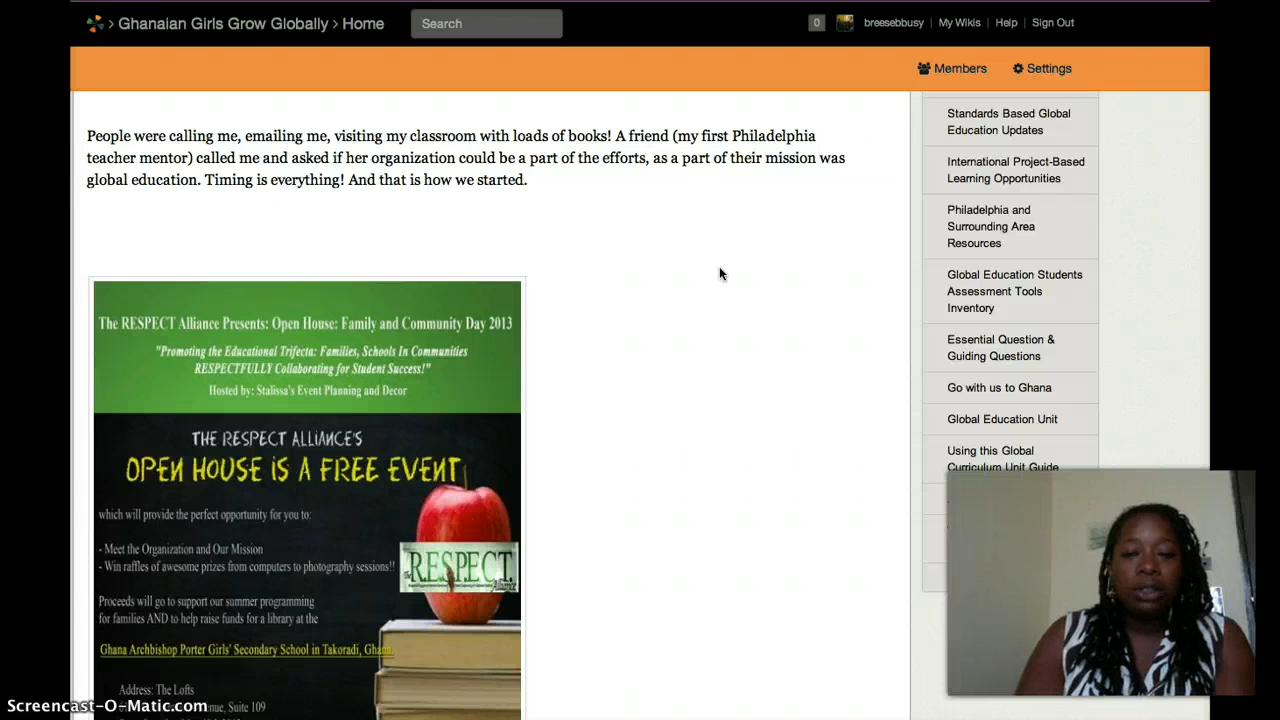 Ghanaian Girls Grow Globally › Home
Search
0
breesebbusy
My Wikis
Help
Sign Out
Members
Settings
People were calling me, emailing me, visiting my classroom with loads of books! A friend (my first Philadelphia
teacher mentor) called me and asked if her organization could be a part of the efforts, as a part of their mission was
global education. Timing is everything! And that is how we started.
The RESPECT Alliance Presents: Open House: Family and Community Day 2013
"Promoting the Educational Trifecta: Families, Schools In Communities
RESPECTFULLY Collaborating for Student Success!"
Hosted by: Stalissa's Event Planning and Decor
THE RESPECT ALLIANCE'S
OPEN HOUSE IS A FREE EVENT
which will provide the perfect opportunity for you to:
- Meet the Organization and Our Mission
- Win raffles of awesome prizes from computers to photography sessions!!
The R.E.S.P.E.C.T.
Alliance
Proceeds will go to support our summer programming
for families AND to help raise funds for a library at the
Ghana Archbishop Porter Girls' Secondary School in Takoradi, Ghana.
Address: The Lofts
Suite 109
Standards Based Global
Education Updates
International Project-Based
Learning Opportunities
Philadelphia and
Surrounding Area
Resources
Global Education Students
Assessment Tools
Inventory
Essential Question &
Guiding Questions
Go with us to Ghana
Global Education Unit
Using this Global
Curriculum Unit Guide
Screencast-O-Matic.com